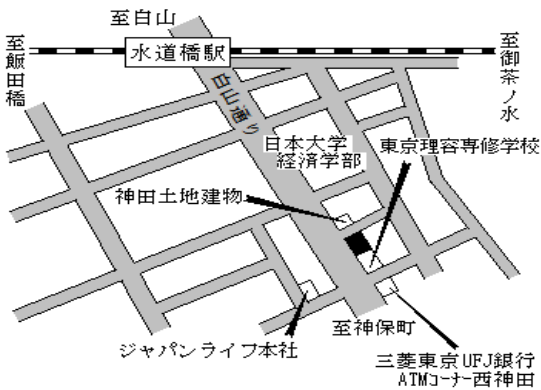 至白山
至飯田橋
水道橋駅
至御茶ノ水
白山通り
日本大学
経済学部
東京理容専修学校
神田土地建物
至神保町
ジャパンライフ本社
三菱東京UFJ銀行
ATMコーナー西神田